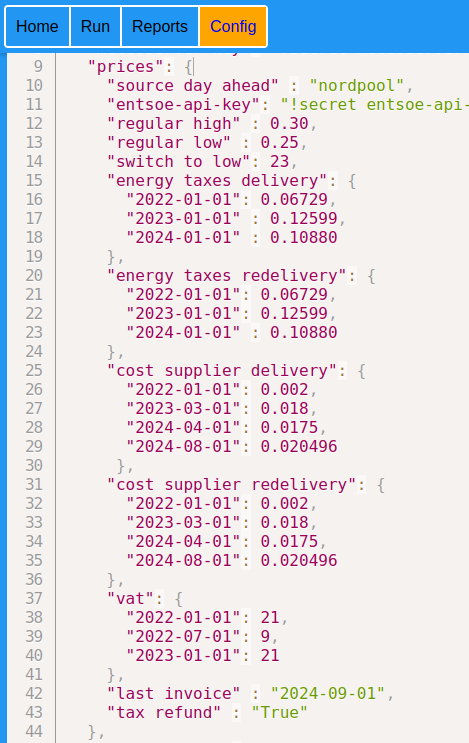 Home Run Reports Config
9 "prices": {
10 "source day ahead" : "nordpool",
11 "entsoe-api-key": "!secret entsoe-api-
12 "regular high" : 0.30,
13 "regular low" : 0.25,
14 "switch to low": 23,
15 "energy taxes delivery": {
16 "2022-01-01": 0.06729,
17 "2023-01-01" : 0.12599,
18 "2024-01-01" : 0.10880
19 },
20 "energy taxes redelivery": {
21 "2022-01-01": 0.06729,
22 "2023-01-01": 0.12599,
23 "2024-01-01" : 0.10880
24 },
25 "cost supplier delivery": {
26 "2022-01-01": 0.002,
27 "2023-03-01": 0.018,
28 "2024-04-01": 0.0175,
29 "2024-08-01": 0.020496
30 },
31 "cost supplier redelivery": {
32 "2022-01-01": 0.002,
33 "2023-03-01": 0.018,
34 "2024-04-01": 0.0175,
35 "2024-08-01": 0.020496
36 },
37 "vat": {
38 "2022-01-01": 21,
39 "2022-07-01": 9,
40 "2023-01-01": 21
41 },
42 "last invoice" : "2024-09-01",
43 "tax refund" : "True"
44 },